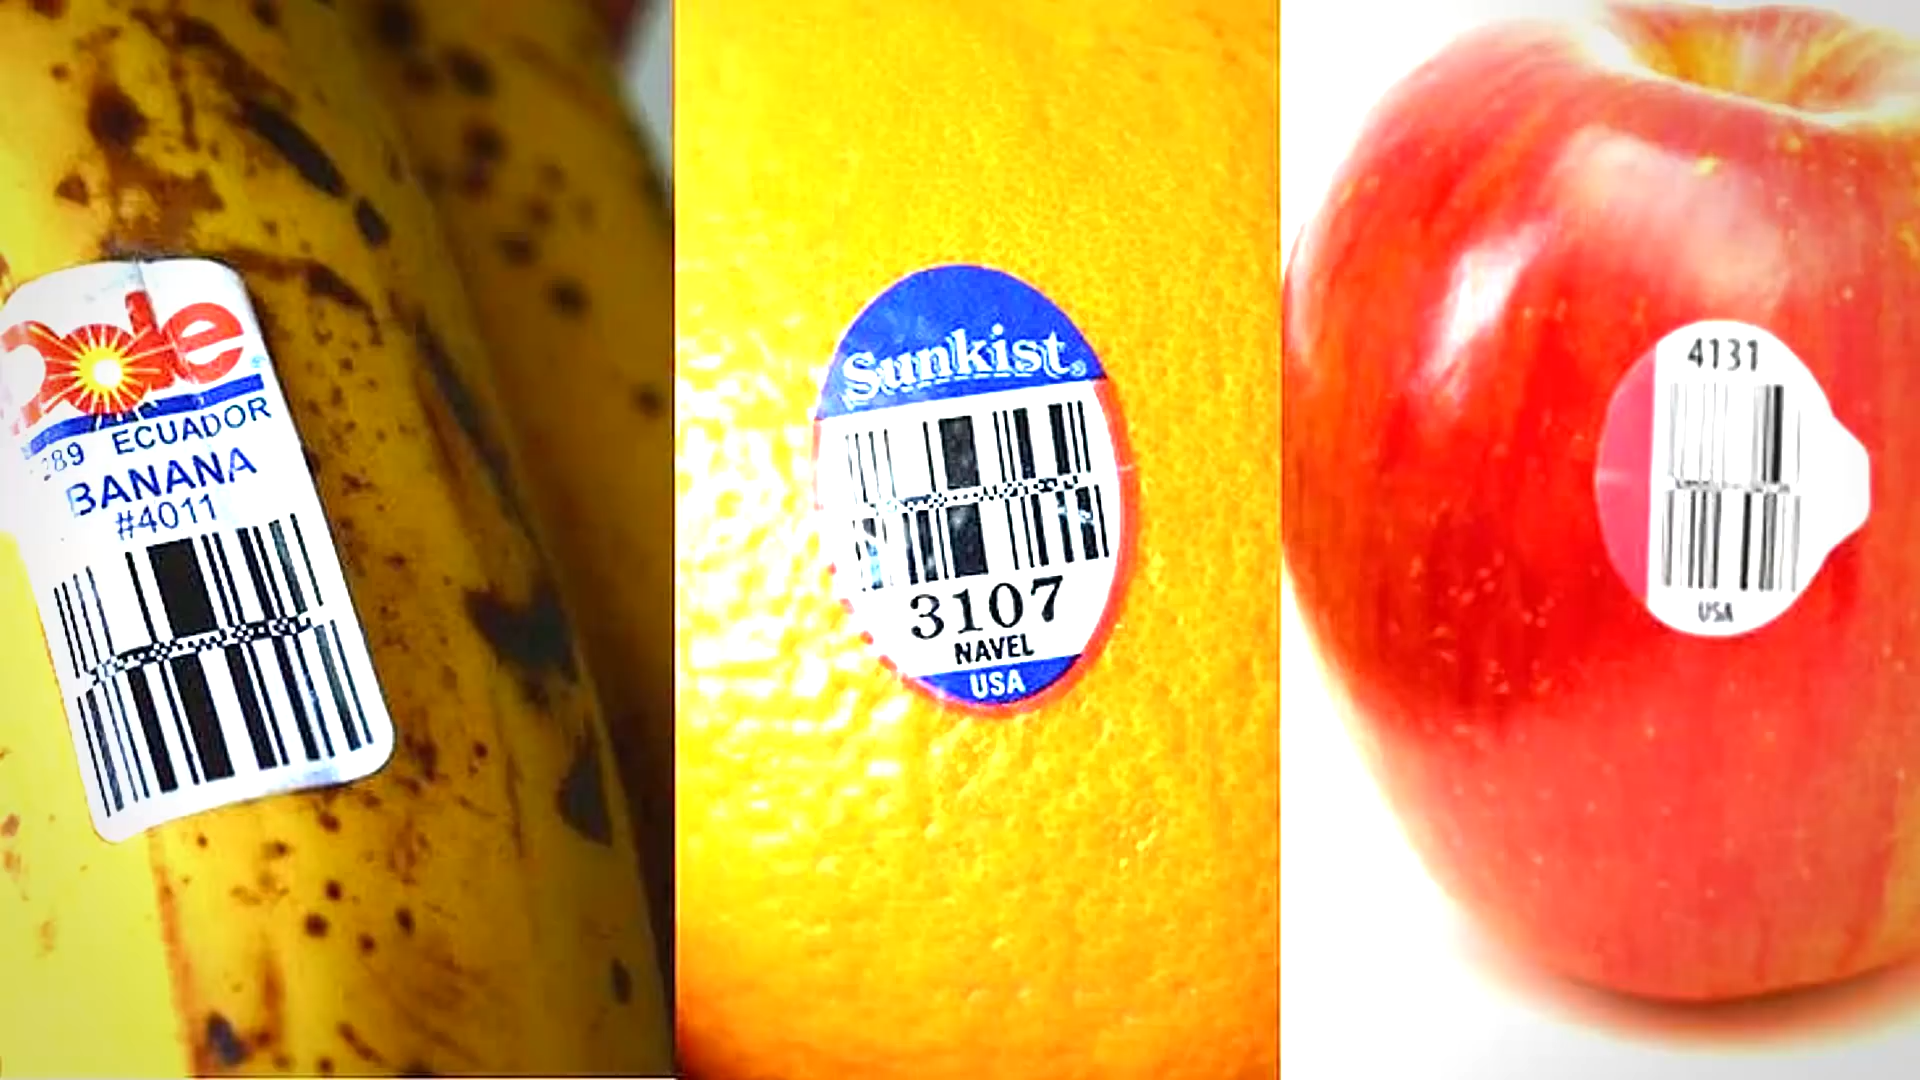 Dole
ECUADOR
BANANA
#4011
Sunkist®
3107
NAVEL
USA
4131
USA